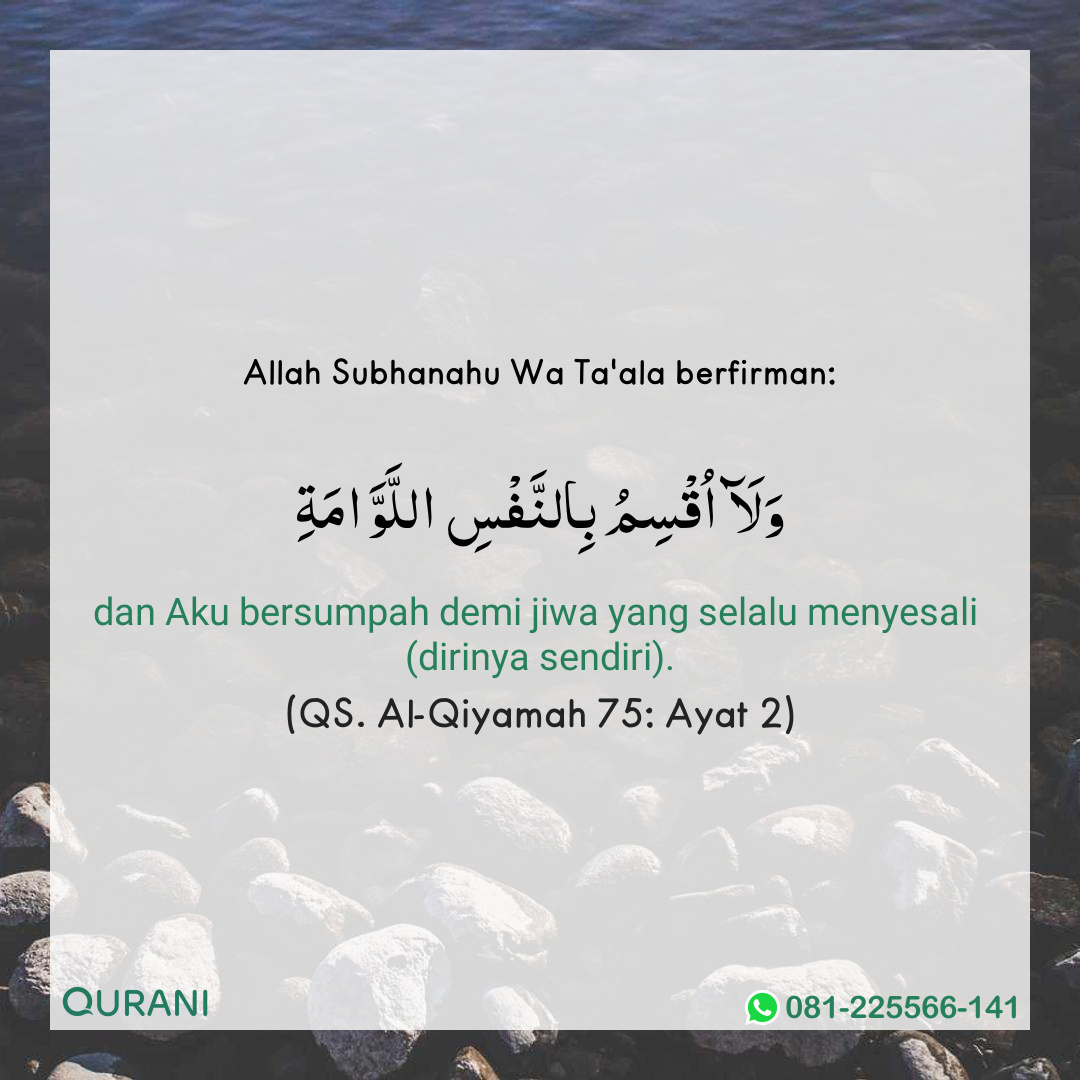 Allah Subhanahu Wa Ta'ala berfirman:
وَلَاۤ اُقْسِمُ بِالنَّفْسِ اللَّوَّامَةِ
dan Aku bersumpah demi jiwa yang selalu menyesali
(dirinya sendiri).
(QS. Al-Qiyamah 75: Ayat 2)
QURANI
081-225566-141